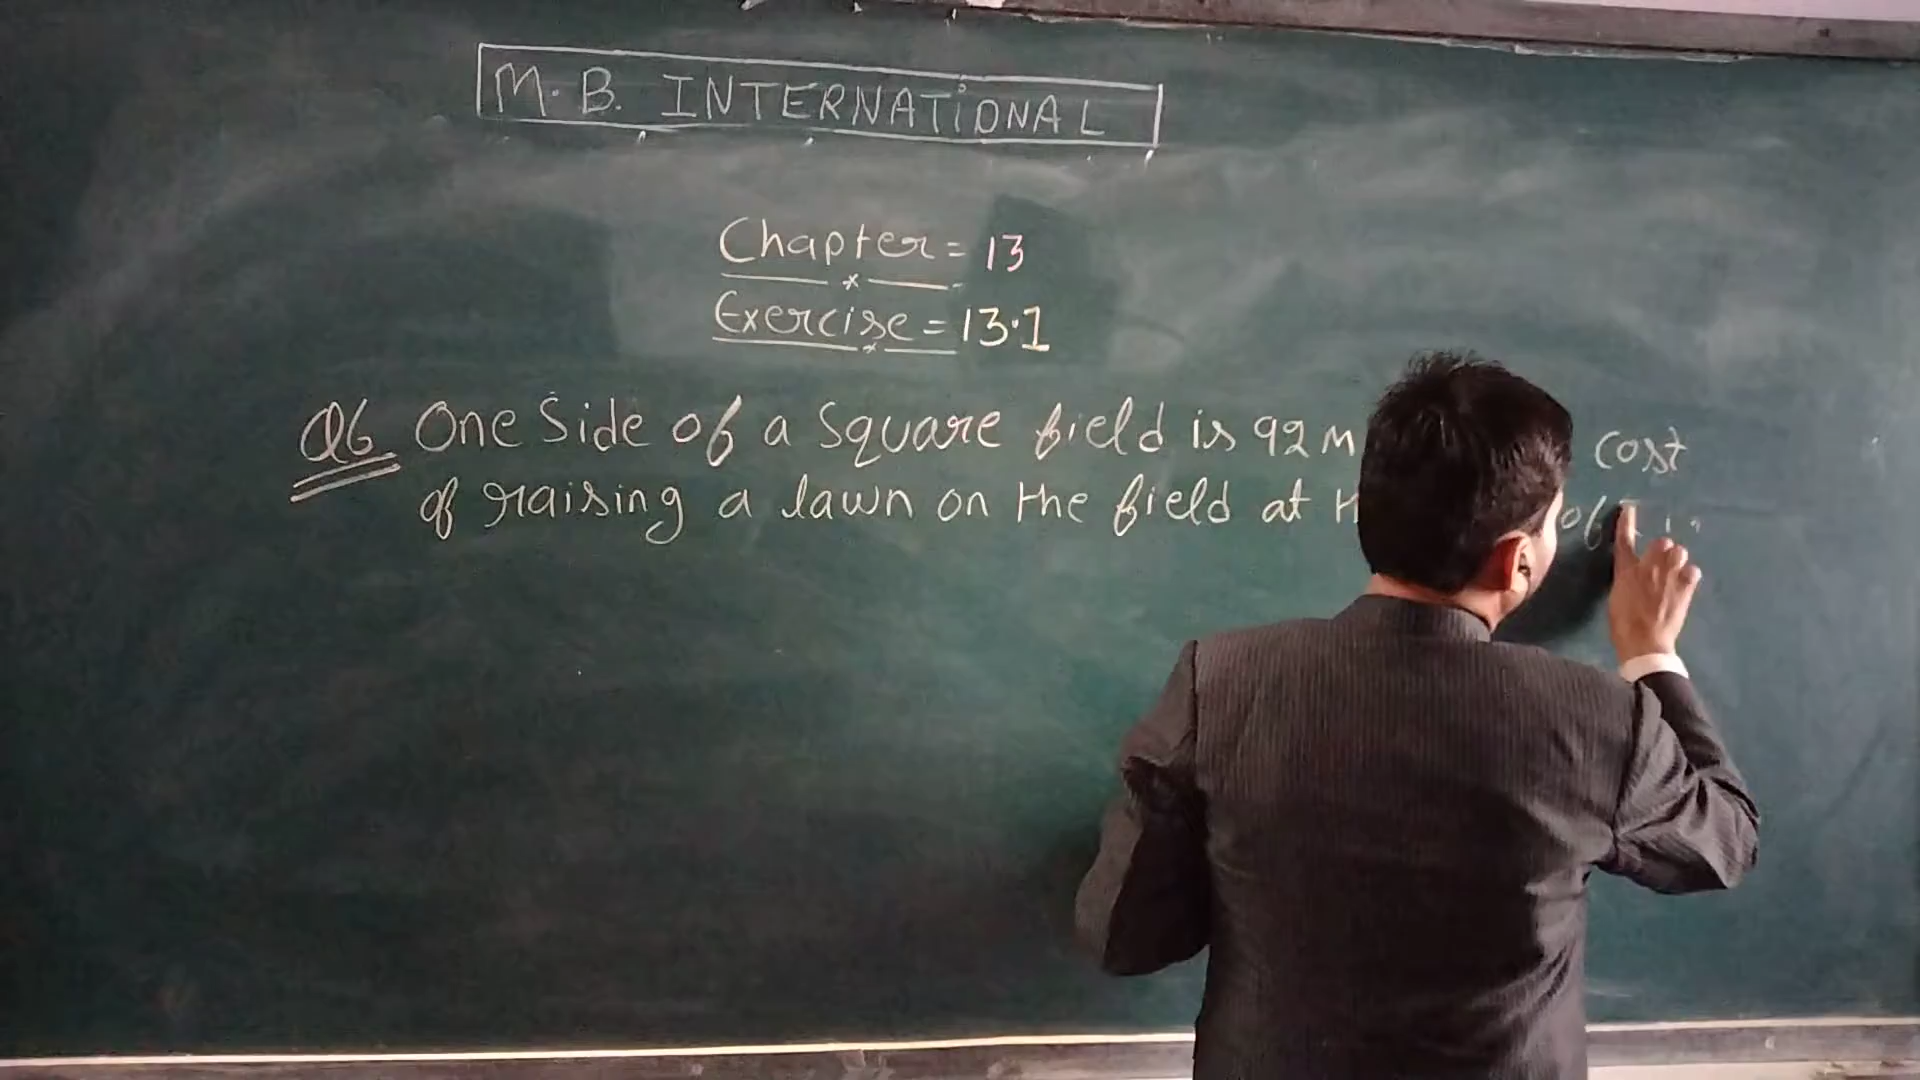 M.B. INTERNATIONAL
Chapter = 13
Exercise = 13.1
Q6 One Side of a Square field is 92 m cost
of raising a lawn on the field at of